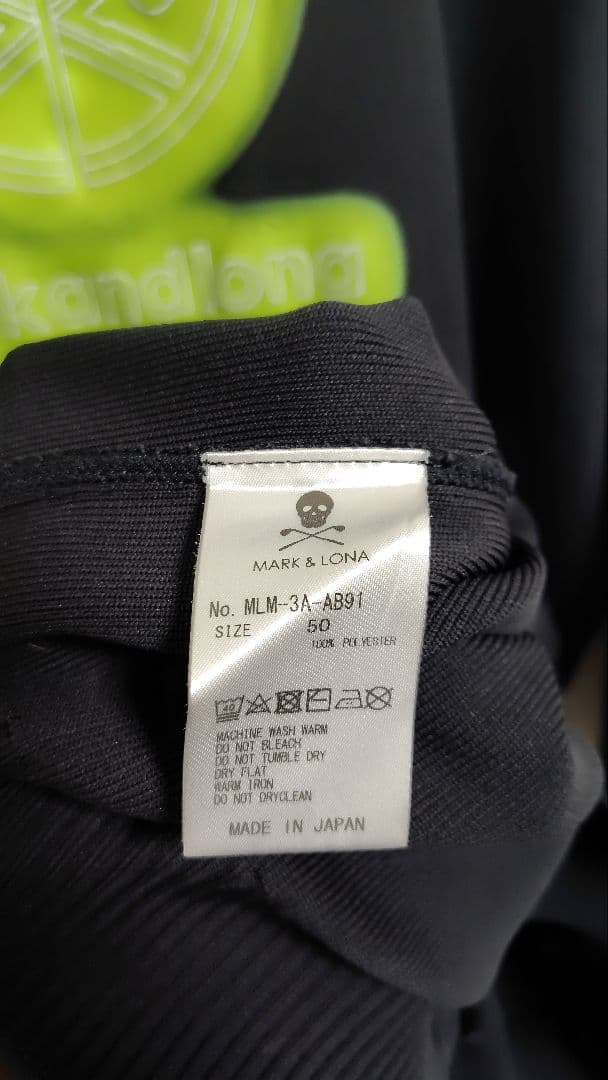 kandlona
MARK & LONA
No. MLM-3A-AB91
SIZE 50
100% POLYESTER
40
MACHINE WASH WARM
DO NOT BLEACH
DO NOT TUMBLE DRY
DRY FLAT
WARM IRON
DO NOT DRYCLEAN
MADE IN JAPAN